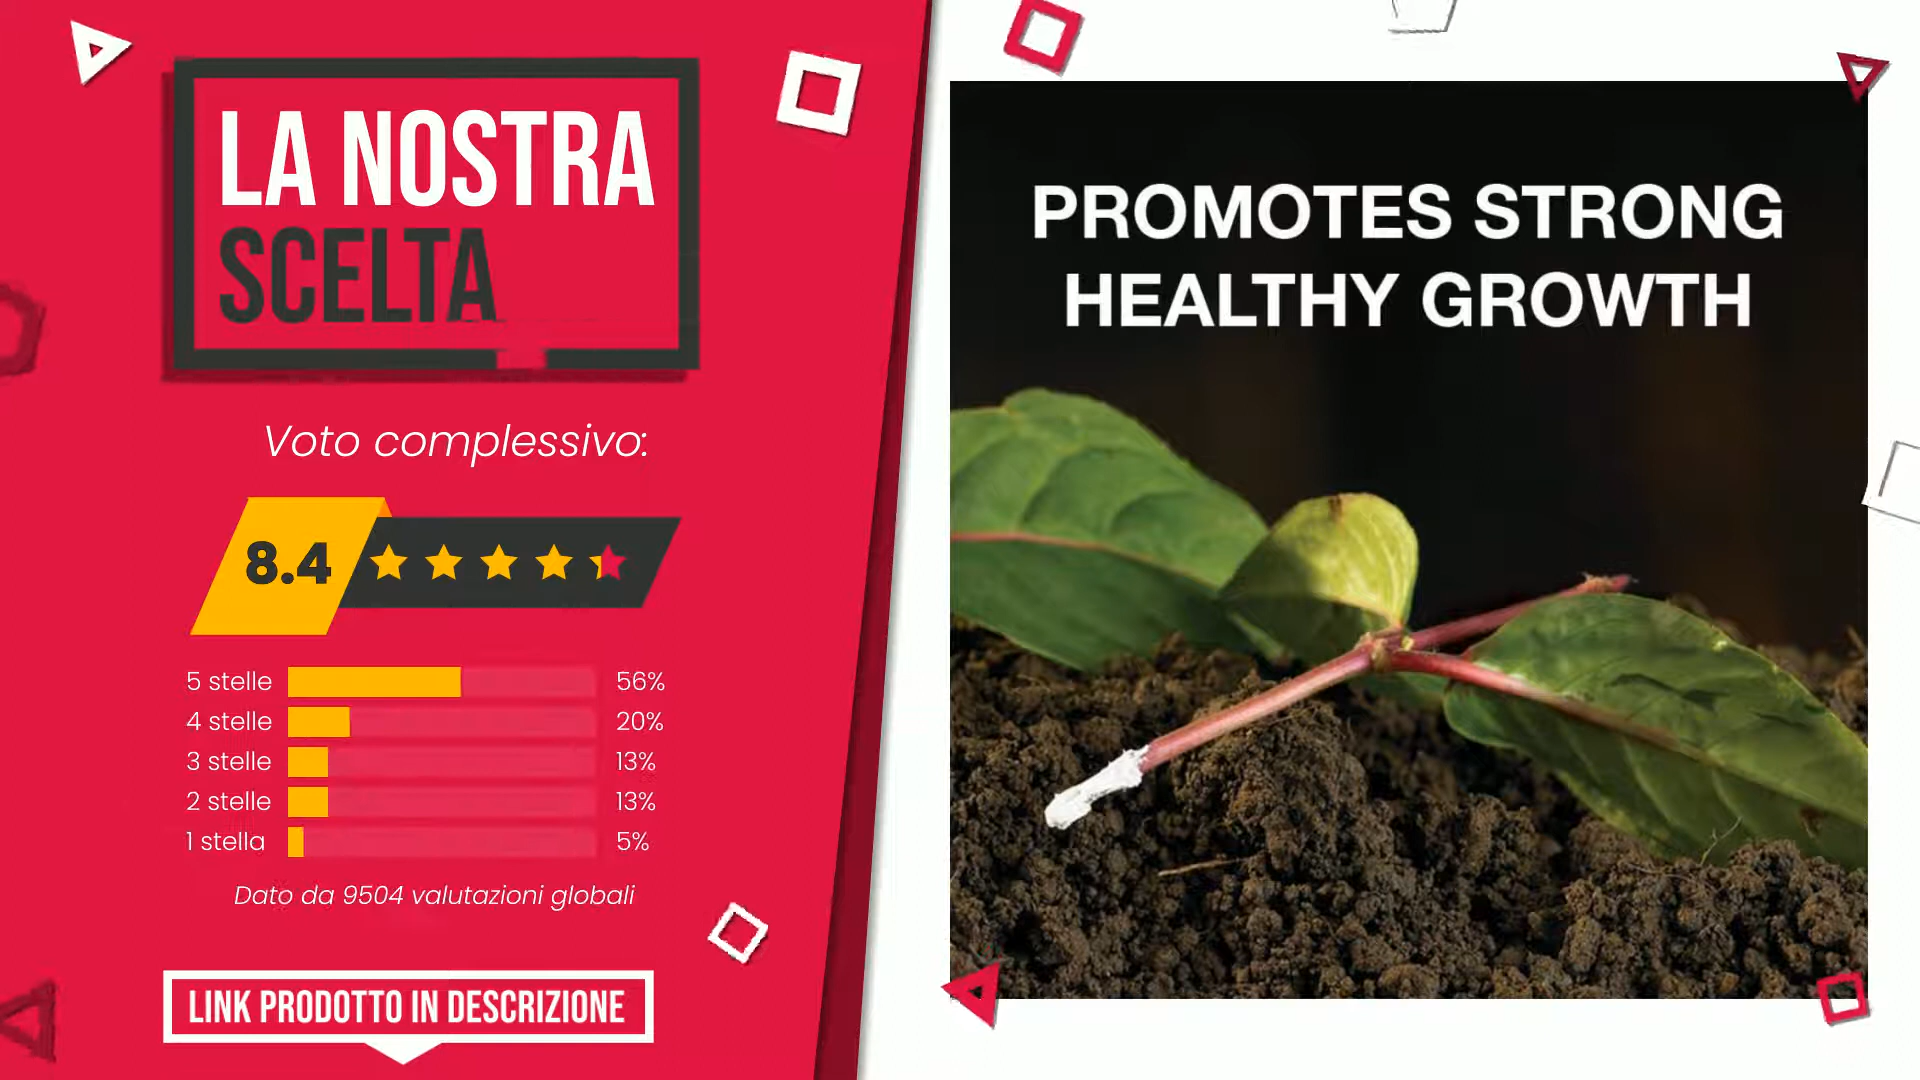 LA NOSTRA
SCELTA
Voto complessivo:
8.4
5 stelle 56%
4 stelle 20%
3 stelle 13%
2 stelle 13%
1 stella 5%
Dato da 9504 valutazioni globali
LINK PRODOTTO IN DESCRIZIONE
PROMOTES STRONG
HEALTHY GROWTH